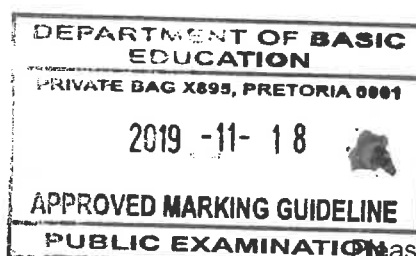 DEPARTMENT OF BASIC
EDUCATION
PRIVATE BAG X895, PRETORIA 0001
2019 -11- 18
APPROVED MARKING GUIDELINE
PUBLIC EXAMINATION